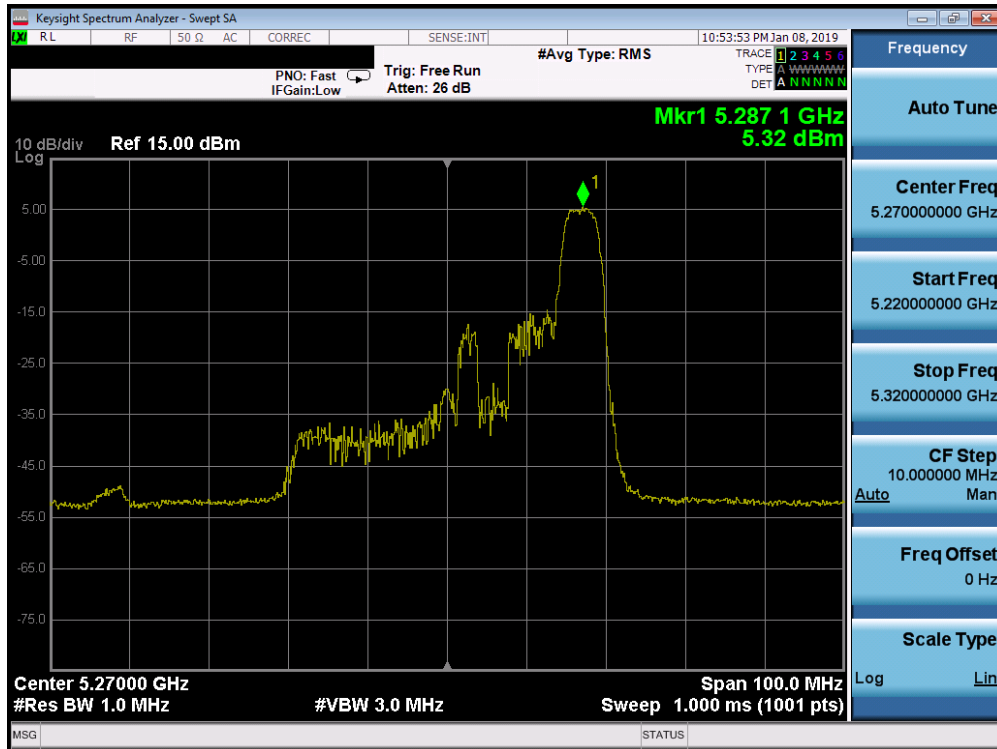 Keysight Spectrum Analyzer - Swept SA
LXI RL RF 50 Ω AC CORREC SENSE:INT 10:53:53 PM Jan 08, 2019
#Avg Type: RMS
TRACE 1 2 3 4 5 6
TYPE A WWWWW
DET A N N N N N
PNO: Fast
IFGain:Low
Trig: Free Run
Atten: 26 dB
Mkr1 5.287 1 GHz
5.32 dBm
10 dB/div
Log
Ref 15.00 dBm
1
5.00
-5.00
-15.0
-25.0
-35.0
-45.0
-55.0
-65.0
-75.0
Center 5.27000 GHz
Span 100.0 MHz
#Res BW 1.0 MHz
#VBW 3.0 MHz
Sweep 1.000 ms (1001 pts)
MSG
STATUS
Frequency
Auto Tune
Center Freq
5.270000000 GHz
Start Freq
5.220000000 GHz
Stop Freq
5.320000000 GHz
CF Step
10.000000 MHz
Auto Man
Freq Offset
0 Hz
Scale Type
Log Lin